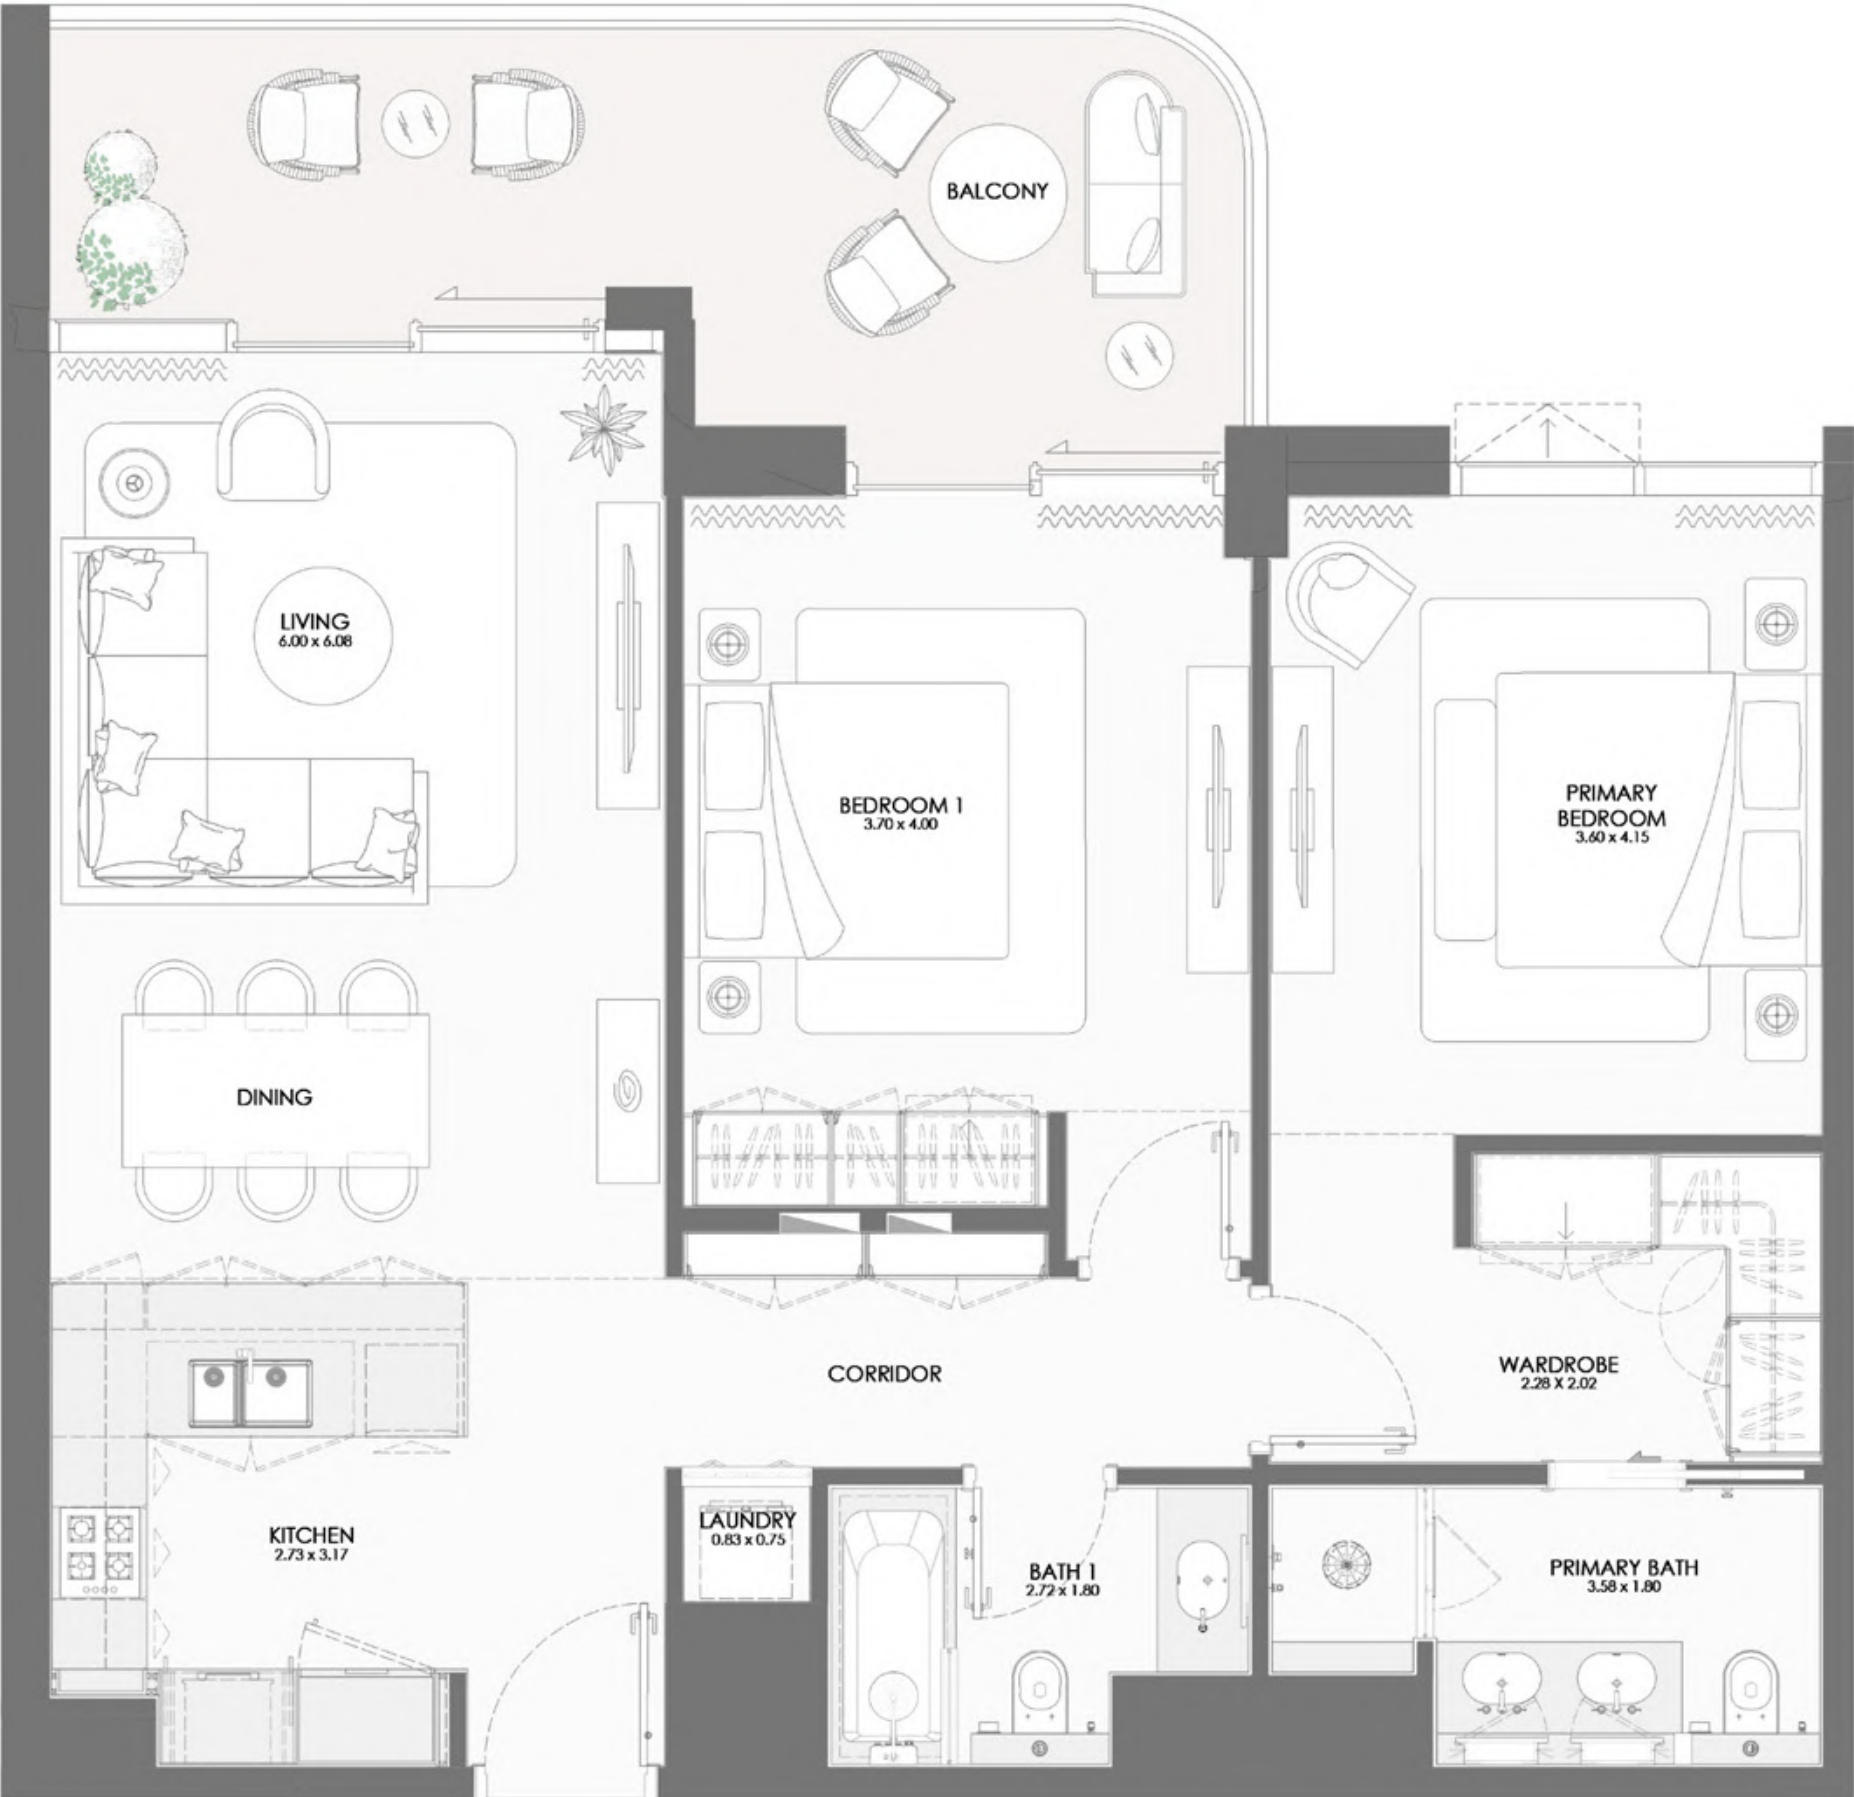 BALCONY
LIVING
6.00 x 6.08
BEDROOM 1
3.70 x 4.00
PRIMARY
BEDROOM
3.60 x 4.15
DINING
CORRIDOR
WARDROBE
2.28 X 2.02
KITCHEN
2.73 x 3.17
LAUNDRY
0.83 x 0.75
BATH 1
2.72 x 1.80
PRIMARY BATH
3.58 x 1.80